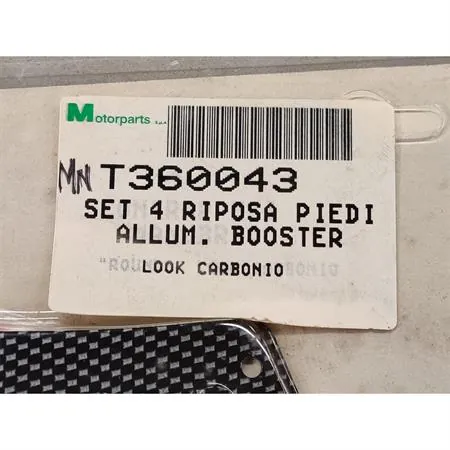 Motorparts S.p.A.
MN T360043
SET 4 RIPOSA PIEDI
ALLUM. BOOSTER
LOOK CARBONIO